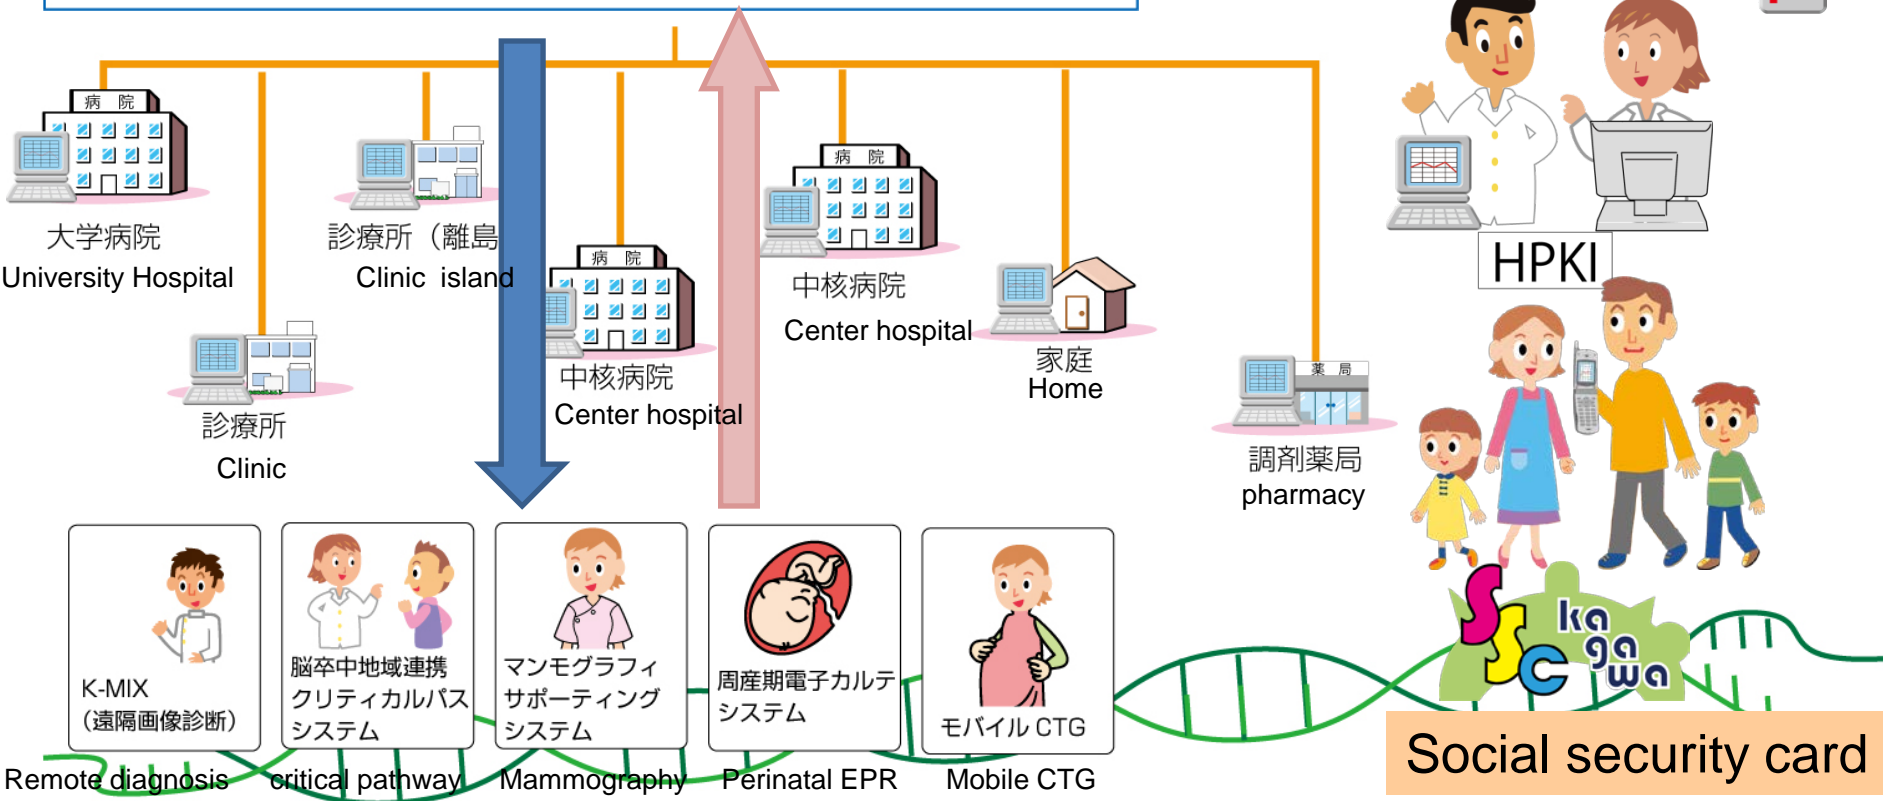 病 院
大学病院
University Hospital
診療所（離島
Clinic island
病 院
中核病院
Center hospital
病 院
中核病院
Center hospital
診療所
Clinic
家庭
Home
薬 局
調剤薬局
pharmacy
HPKI
K-MIX
（遠隔画像診断）
Remote diagnosis
脳卒中地域連携
クリティカルパス
システム
critical pathway
マンモグラフィ
サポーティング
システム
Mammography
周産期電子カルテ
システム
Perinatal EPR
モバイル CTG
Mobile CTG
SSC
kagawa
Social security card